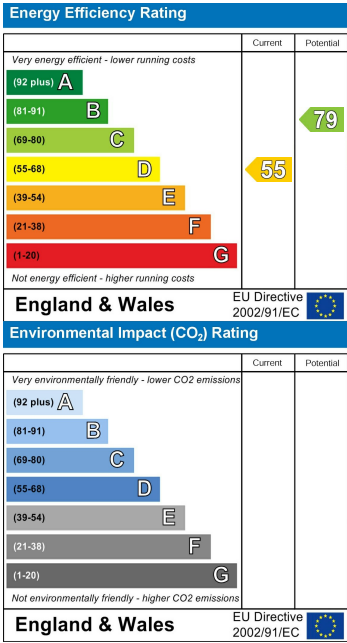 Energy Efficiency Rating
Current Potential
Very energy efficient - lower running costs
(92 plus) A
(81-91) B
(69-80) C
79
(55-68) D
55
(39-54) E
(21-38) F
(1-20) G
Not energy efficient - higher running costs
England & Wales
EU Directive
2002/91/EC
Environmental Impact (CO₂) Rating
Current Potential
Very environmentally friendly - lower CO2 emissions
(92 plus) A
(81-91) B
(69-80) C
(55-68) D
(39-54) E
(21-38) F
(1-20) G
Not environmentally friendly - higher CO2 emissions
England & Wales
EU Directive
2002/91/EC